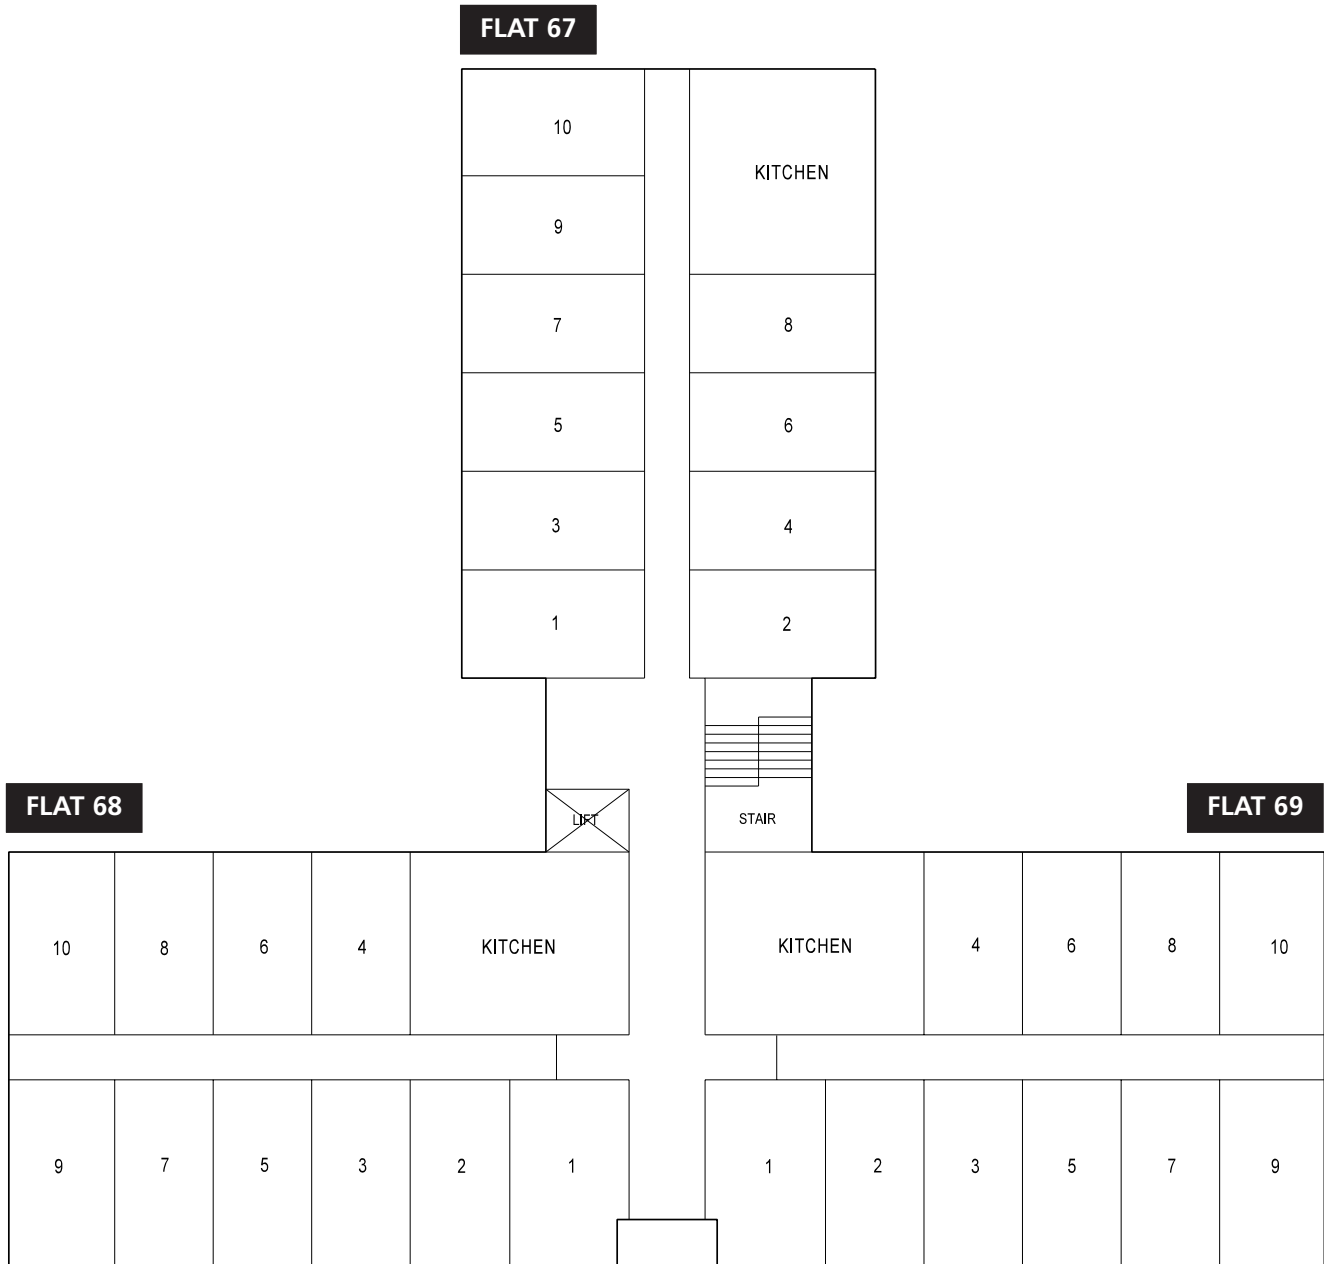 FLAT 67
10
KITCHEN
9
7
8
5
6
3
4
1
2
FLAT 68
FLAT 69
LIFT
STAIR
10 8 6 4 KITCHEN KITCHEN 4 6 8 10
9 7 5 3 2 1 1 2 3 5 7 9